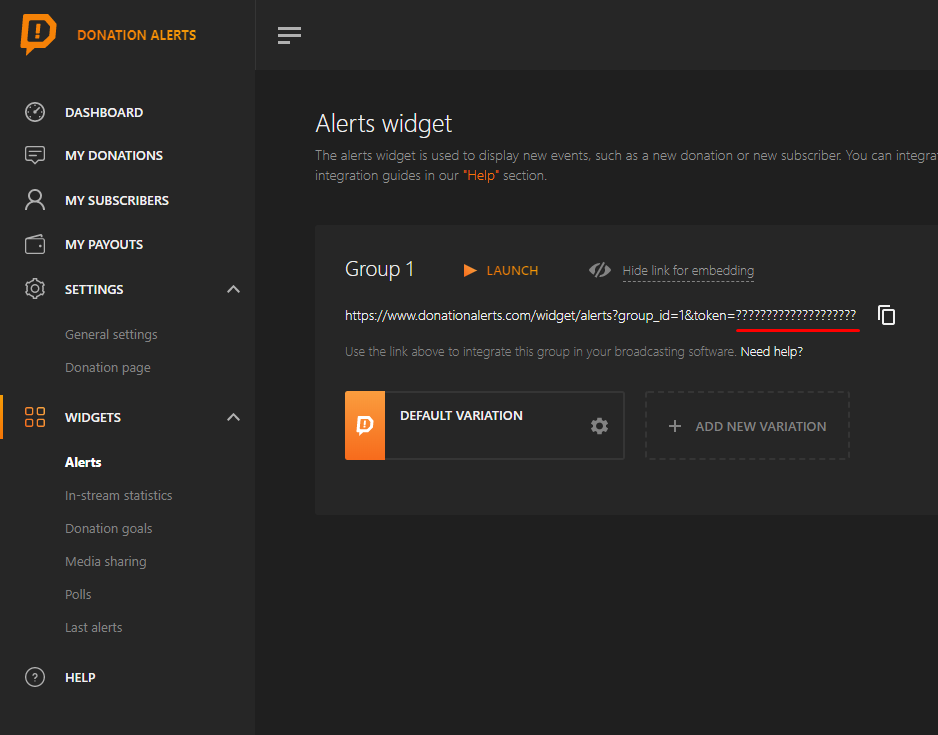 DONATION ALERTS
DASHBOARD
MY DONATIONS
MY SUBSCRIBERS
MY PAYOUTS
SETTINGS
General settings
Donation page
WIDGETS
Alerts
In-stream statistics
Donation goals
Media sharing
Polls
Last alerts
HELP
Alerts widget
The alerts widget is used to display new events, such as a new donation or new subscriber. You can integra
integration guides in our "Help" section.
Group 1
LAUNCH
Hide link for embedding
https://www.donationalerts.com/widget/alerts?group_id=1&token=????????????????????
Use the link above to integrate this group in your broadcasting software. Need help?
DEFAULT VARIATION
+ ADD NEW VARIATION